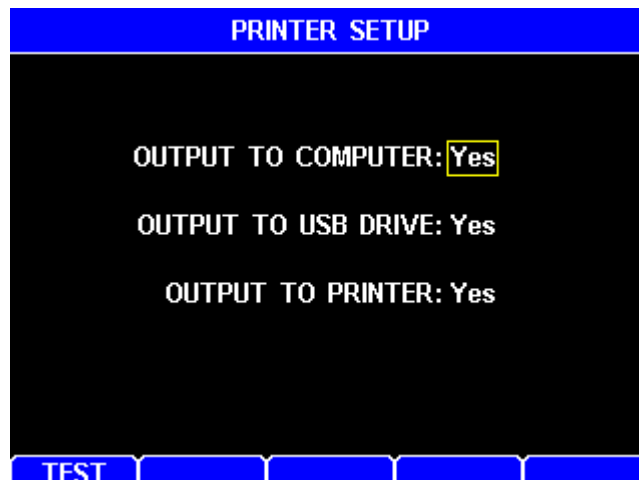 PRINTER SETUP
OUTPUT TO COMPUTER: Yes
OUTPUT TO USB DRIVE: Yes
OUTPUT TO PRINTER: Yes
TEST